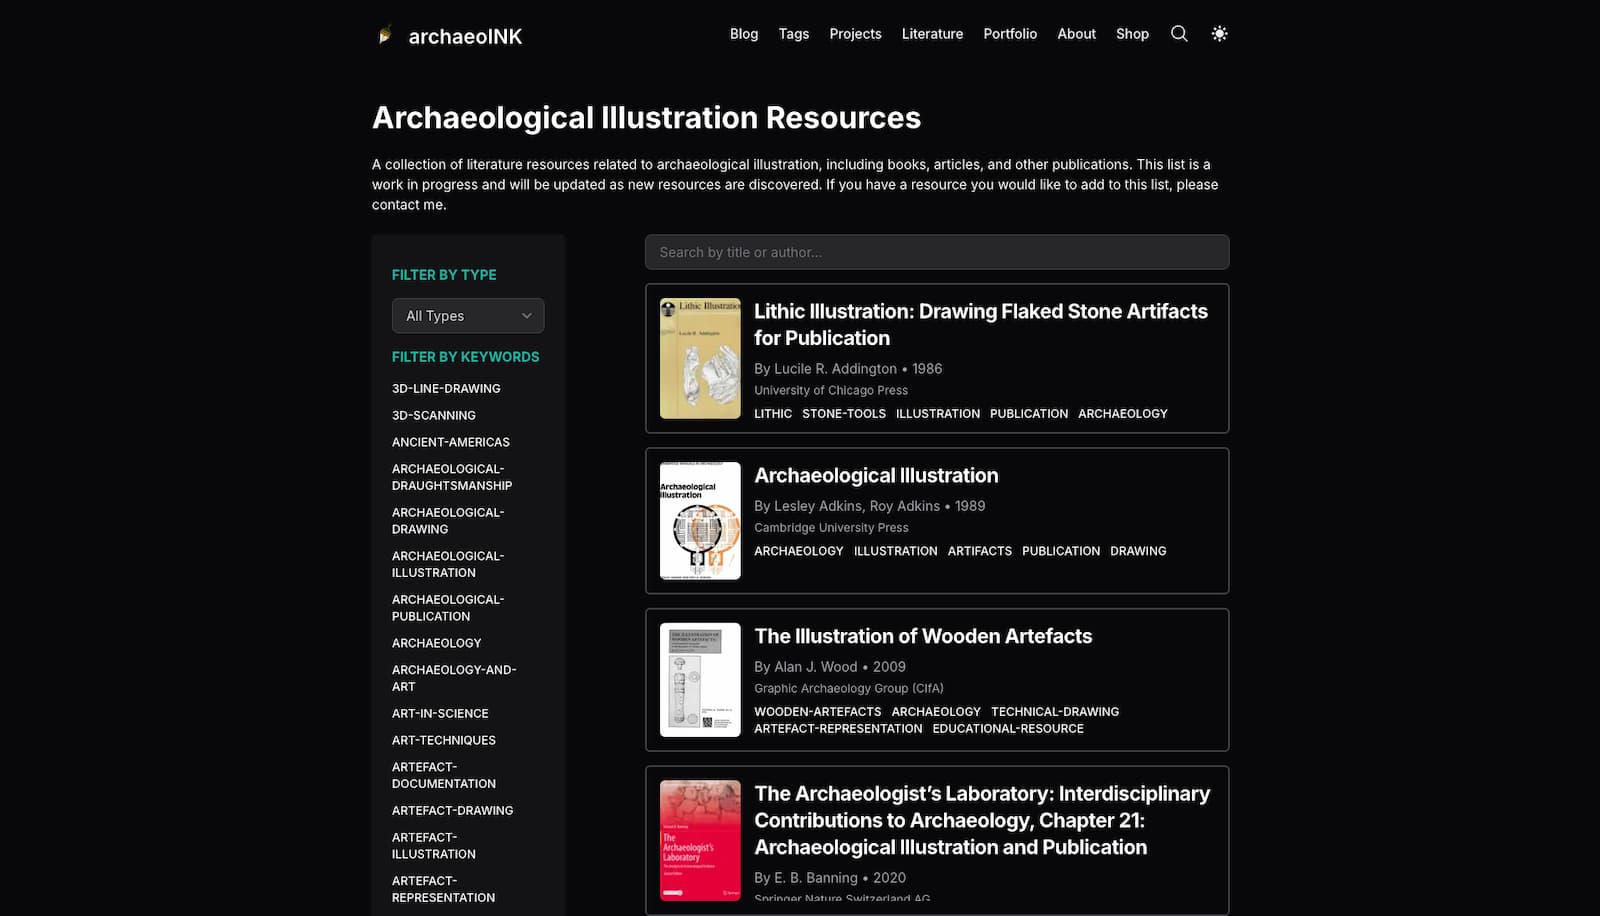 archaeoINK
Blog Tags Projects Literature Portfolio About Shop
Archaeological Illustration Resources
A collection of literature resources related to archaeological illustration, including books, articles, and other publications. This list is a
work in progress and will be updated as new resources are discovered. If you have a resource you would like to add to this list, please
contact me.
FILTER BY TYPE
All Types
FILTER BY KEYWORDS
3D-LINE-DRAWING
3D-SCANNING
ANCIENT-AMERICAS
ARCHAEOLOGICAL-
DRAUGHTSMANSHIP
ARCHAEOLOGICAL-
DRAWING
ARCHAEOLOGICAL-
ILLUSTRATION
ARCHAEOLOGICAL-
PUBLICATION
ARCHAEOLOGY
ARCHAEOLOGY-AND-
ART
ART-IN-SCIENCE
ART-TECHNIQUES
ARTEFACT-
DOCUMENTATION
ARTEFACT-DRAWING
ARTEFACT-
ILLUSTRATION
ARTEFACT-
REPRESENTATION
Search by title or author...
Lithic Illustration
Lucile R. Addington
Lithic Illustration: Drawing Flaked Stone Artifacts
for Publication
By Lucile R. Addington • 1986
University of Chicago Press
LITHIC STONE-TOOLS ILLUSTRATION PUBLICATION ARCHAEOLOGY
Archaeological
Illustration
Archaeological Illustration
By Lesley Adkins, Roy Adkins • 1989
Cambridge University Press
ARCHAEOLOGY ILLUSTRATION ARTIFACTS PUBLICATION DRAWING
THE ILLUSTRATION OF
WOODEN ARTEFACTS
The Illustration of Wooden Artefacts
By Alan J. Wood • 2009
Graphic Archaeology Group (CIfA)
WOODEN-ARTEFACTS ARCHAEOLOGY TECHNICAL-DRAWING
ARTEFACT-REPRESENTATION EDUCATIONAL-RESOURCE
The
Archaeologist's
Laboratory
The Archaeologist’s Laboratory: Interdisciplinary
Contributions to Archaeology, Chapter 21:
Archaeological Illustration and Publication
By E. B. Banning • 2020
Springer Nature Switzerland AG